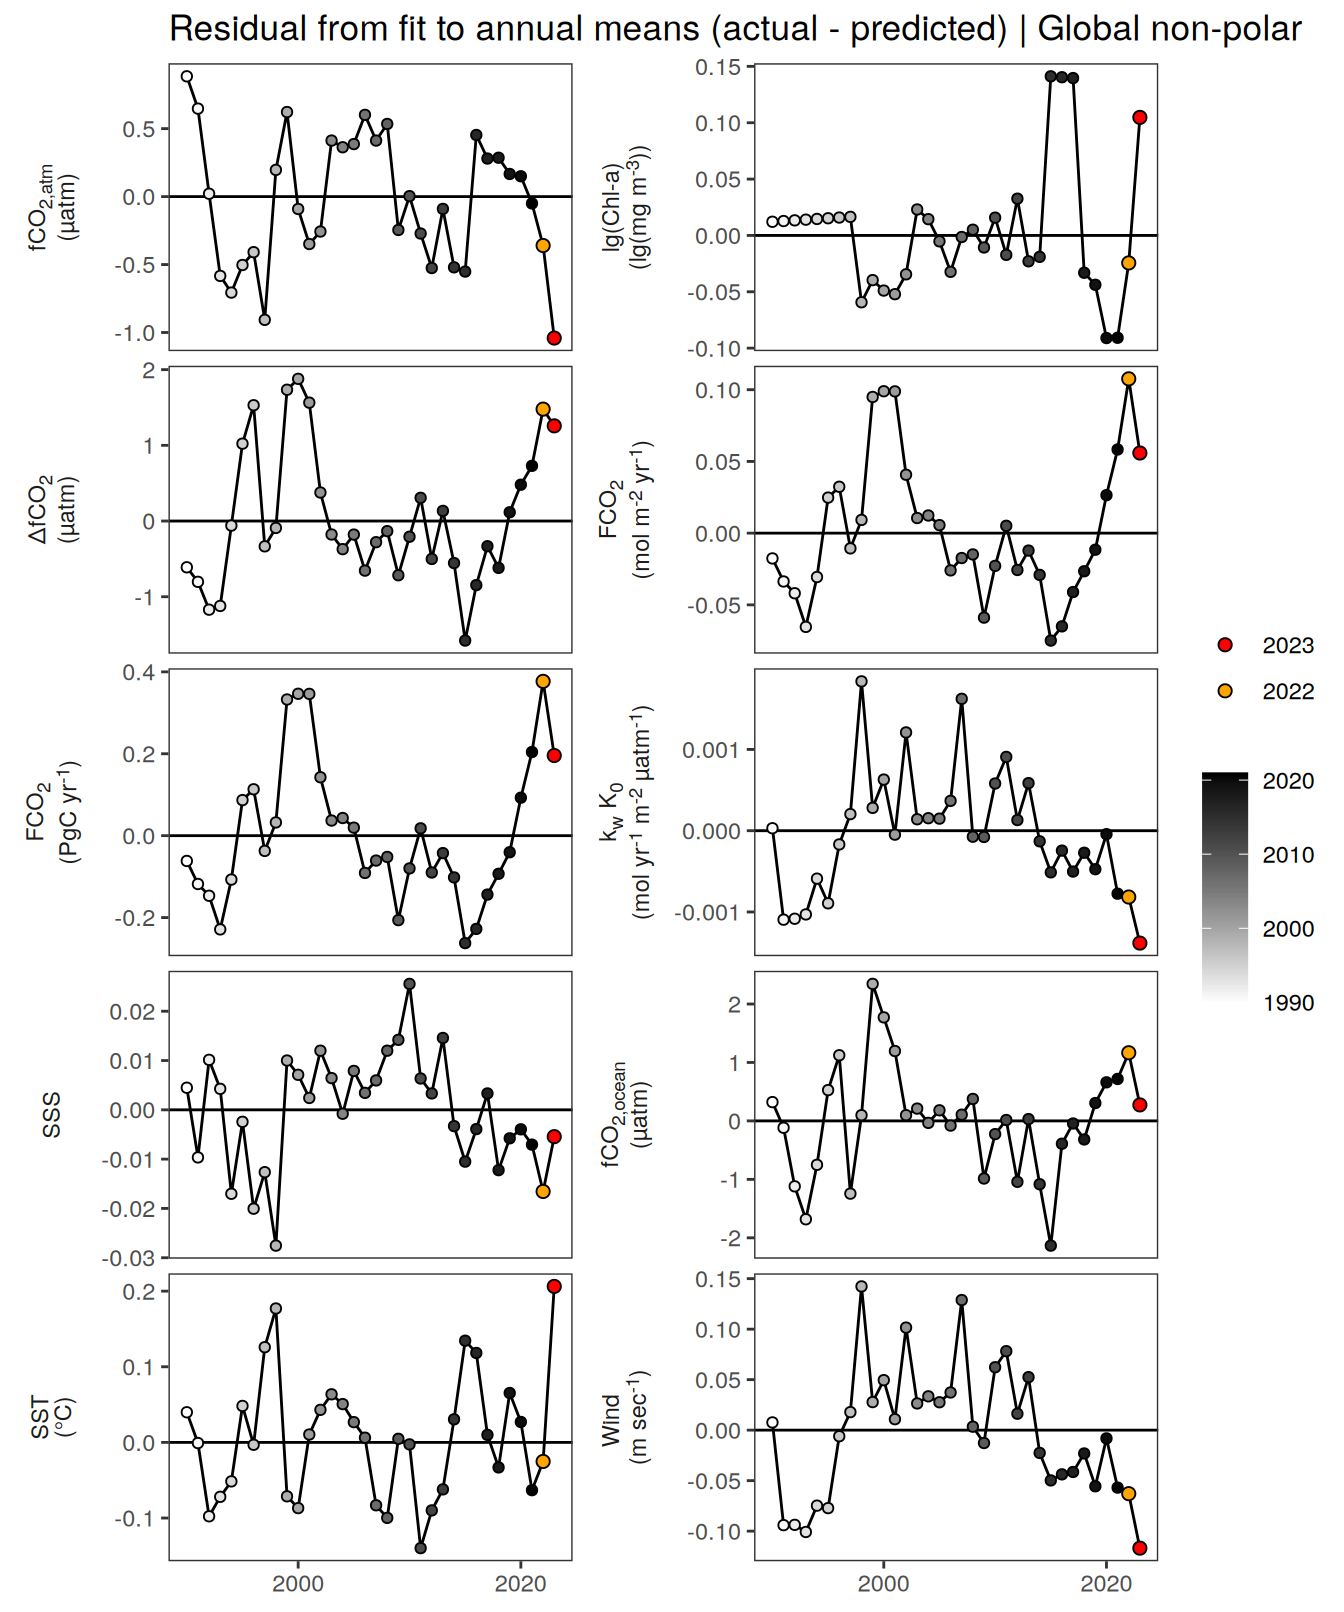 Residual from fit to annual means (actual - predicted) | Global non-polar
fCO2,atm
(µatm)
0.5
0.0
-0.5
-1.0
lg(Chl-a)
(lg(mg m-3))
0.15
0.10
0.05
0.00
-0.05
-0.10
ΔfCO2
(µatm)
2
1
0
-1
FCO2
(mol m-2 yr-1)
0.10
0.05
0.00
-0.05
FCO2
(PgC yr-1)
0.4
0.2
0.0
-0.2
kw K0
(mol yr-1 m-2 µatm-1)
0.001
0.000
-0.001
SSS
0.02
0.01
0.00
-0.01
-0.02
-0.03
fCO2,ocean
(µatm)
2
1
0
-1
-2
SST
(°C)
0.2
0.1
0.0
-0.1
2000
2020
Wind
(m sec-1)
0.15
0.10
0.05
0.00
-0.05
-0.10
2000
2020
2023
2022
2020
2010
2000
1990